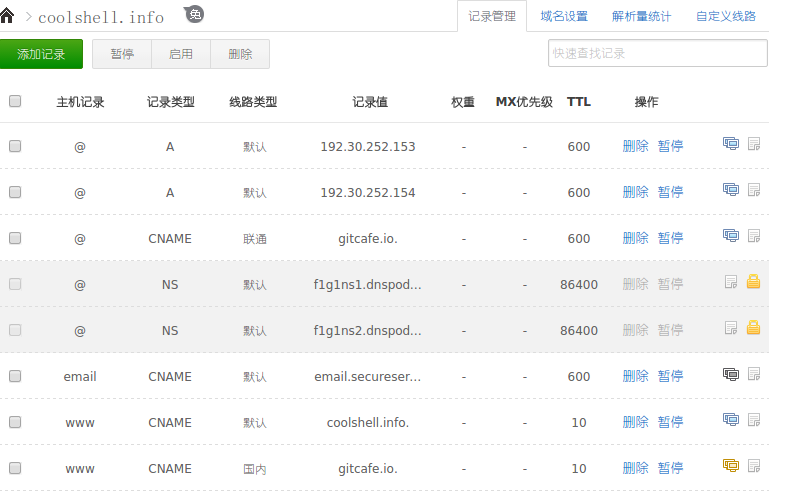 coolshell.info 免 记录管理 域名设置 解析量统计 自定义线路
添加记录 暂停 启用 删除 快速查找记录
主机记录 记录类型 线路类型 记录值 权重 MX优先级 TTL 操作
@ A 默认 192.30.252.153 - - 600 删除 暂停
@ A 默认 192.30.252.154 - - 600 删除 暂停
@ CNAME 联通 gitcafe.io. - - 600 删除 暂停
@ NS 默认 f1g1ns1.dnspod... - - 86400 删除 暂停
@ NS 默认 f1g1ns2.dnspod... - - 86400 删除 暂停
email CNAME 默认 email.secureser... - - 600 删除 暂停
www CNAME 默认 coolshell.info. - - 10 删除 暂停
www CNAME 国内 gitcafe.io. - - 10 删除 暂停